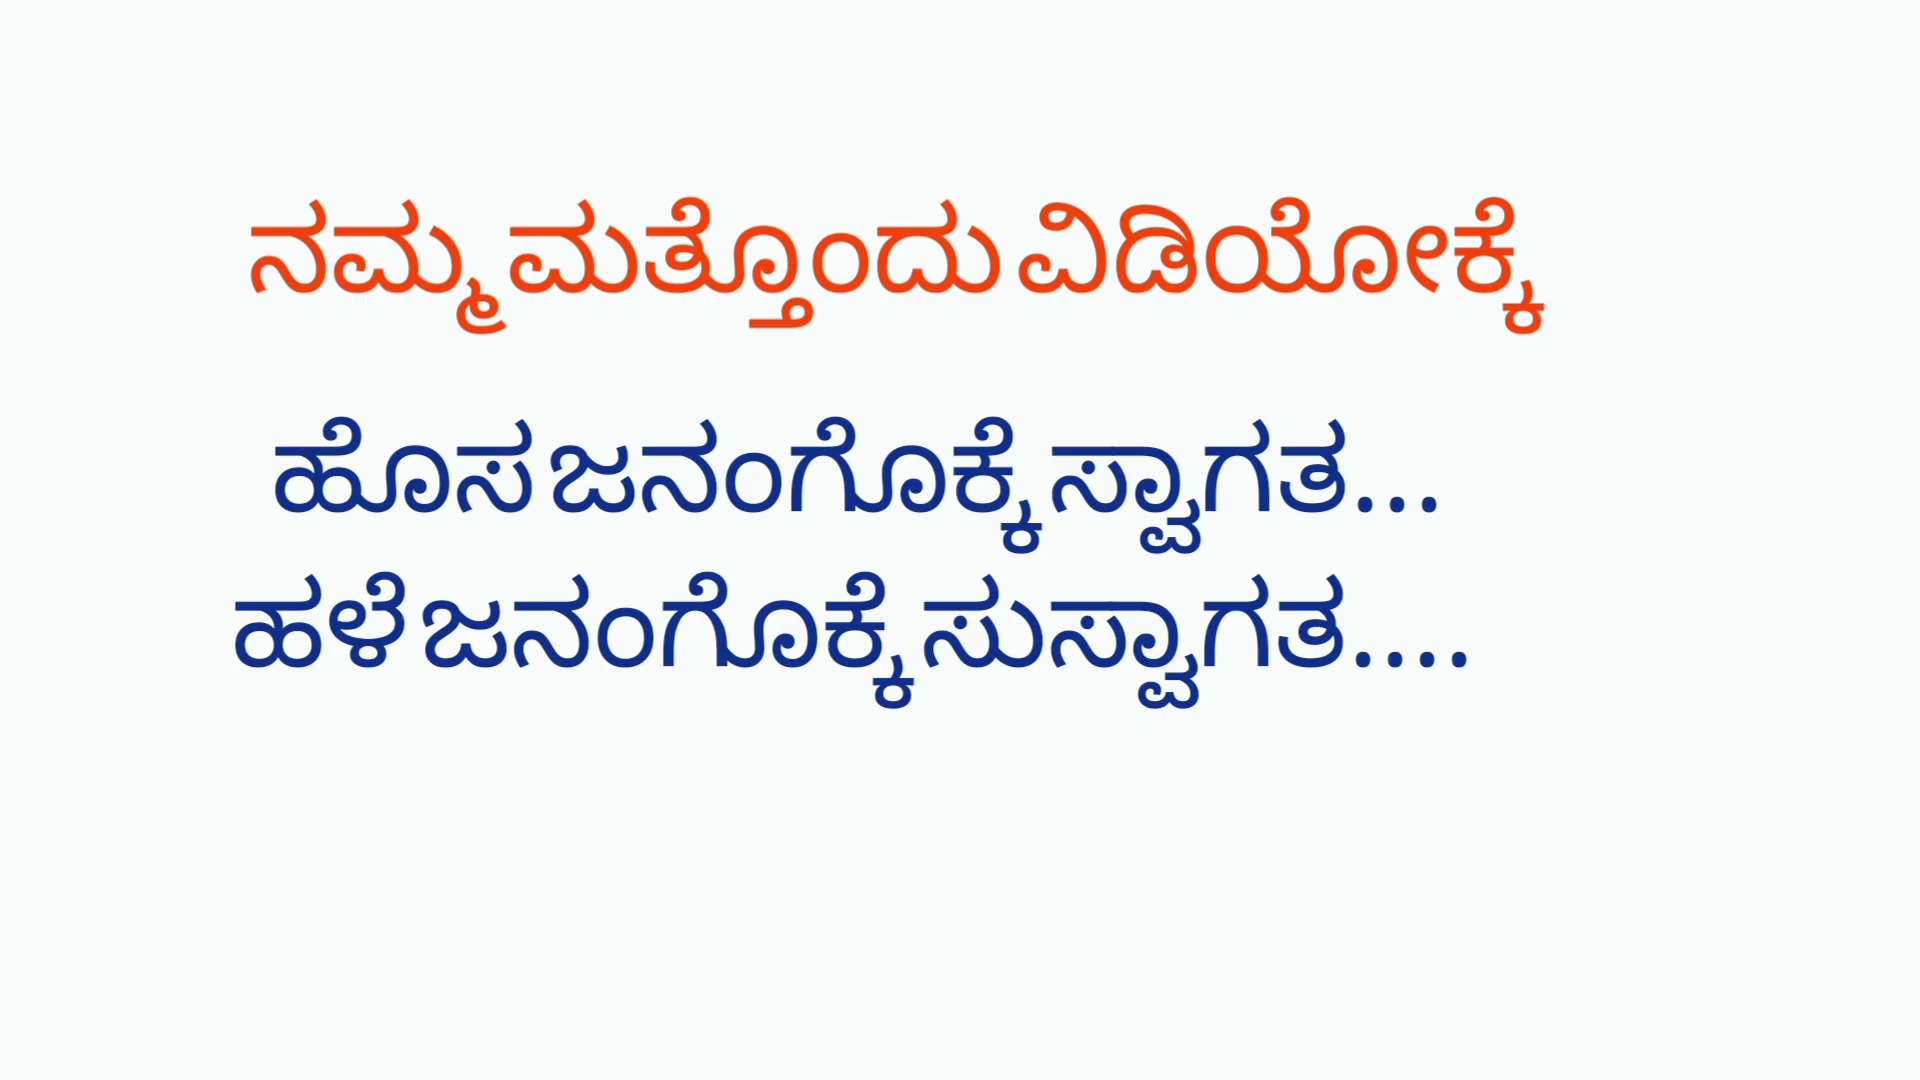 ನಮ್ಮ ಮತ್ತೊಂದು ವಿಡಿಯೋಕ್ಕೆ
ಹೊಸ ಜನಂಗೊಕ್ಕೆ ಸ್ವಾಗತ...
ಹಳೆ ಜನಂಗೊಕ್ಕೆ ಸುಸ್ವಾಗತ....